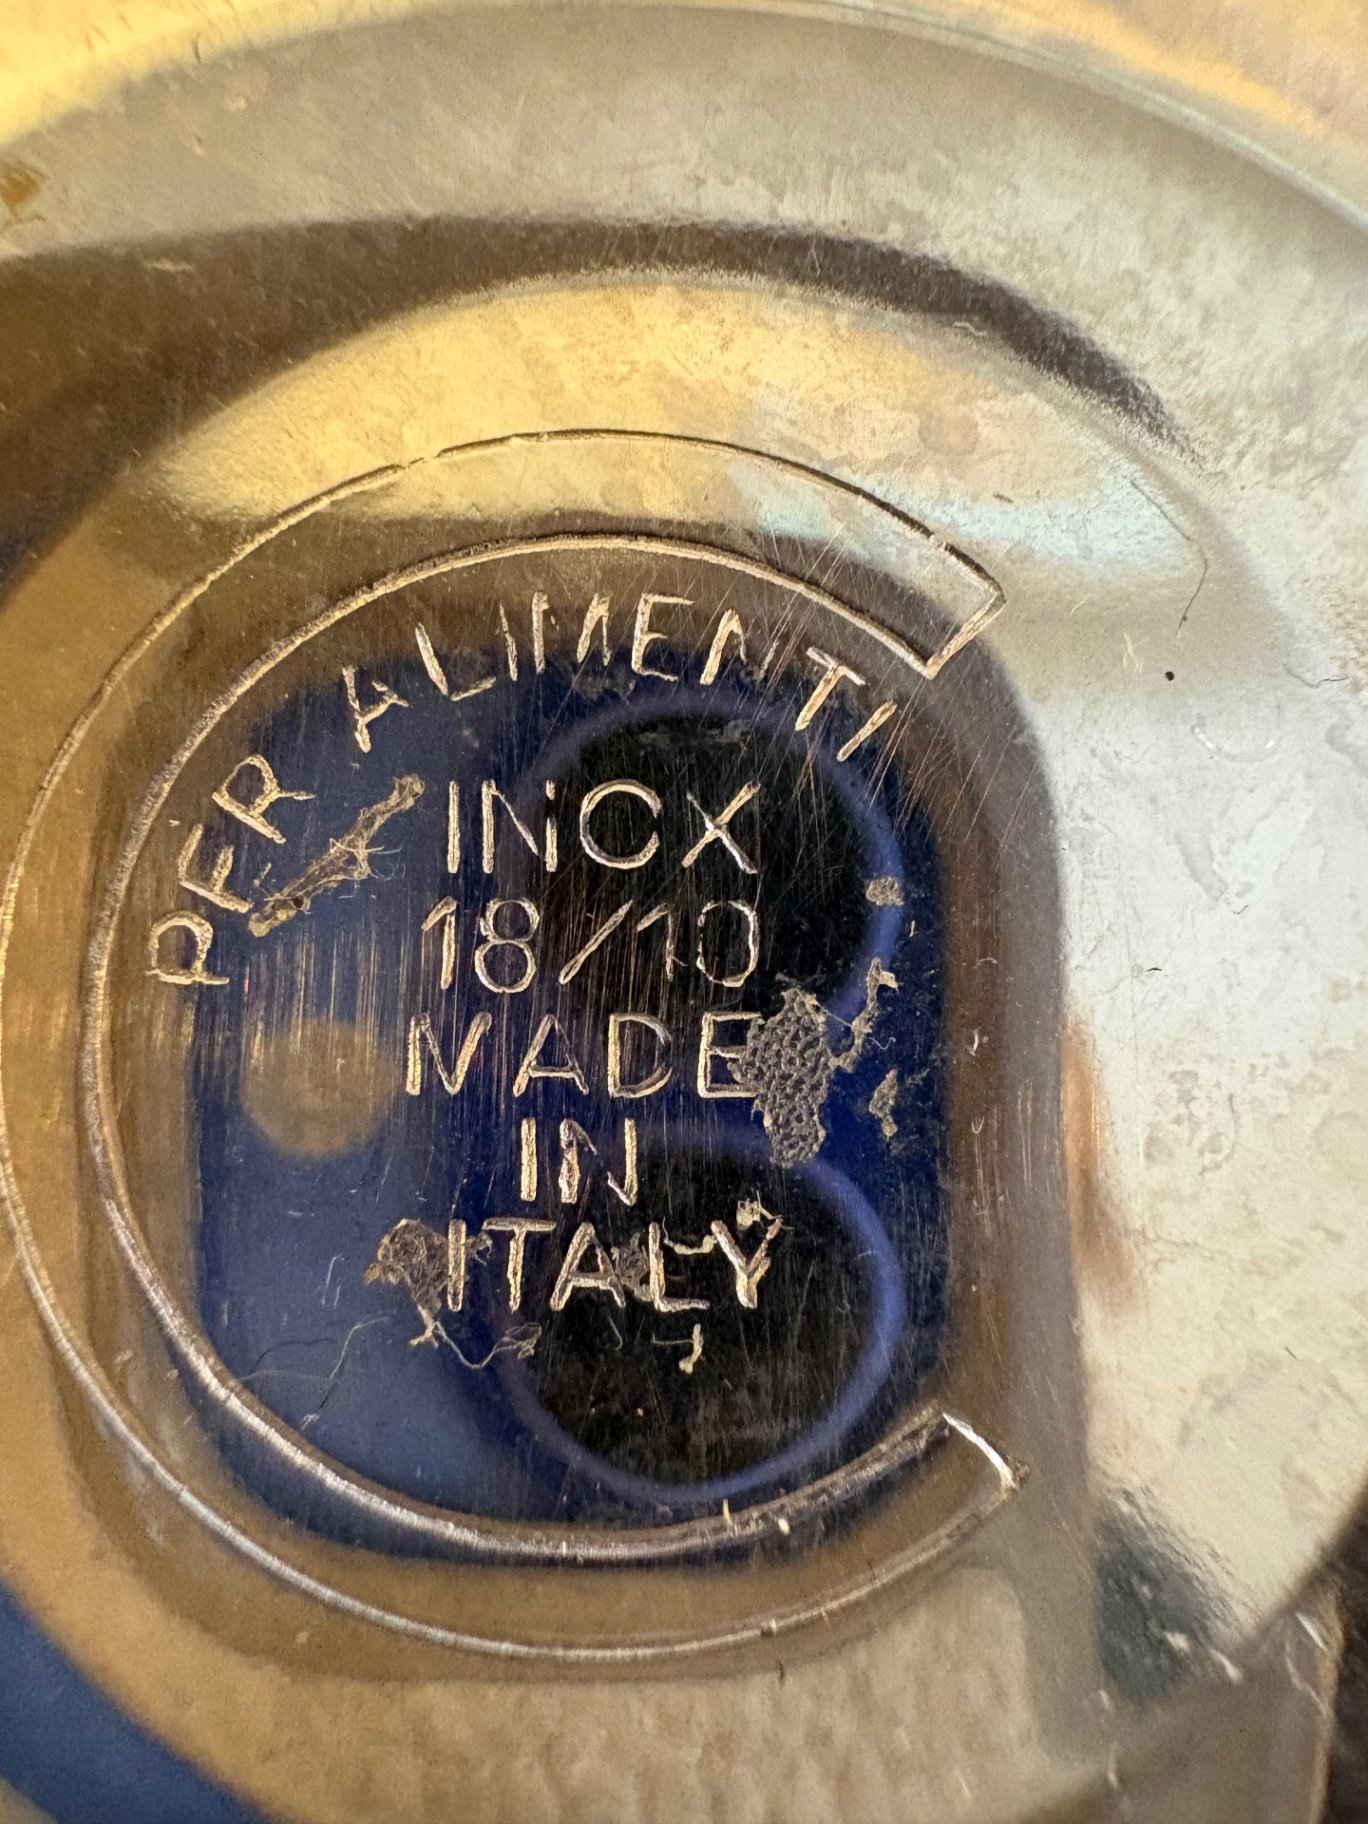 PER ALIMENTI
INOX
18/10
MADE
IN
ITALY